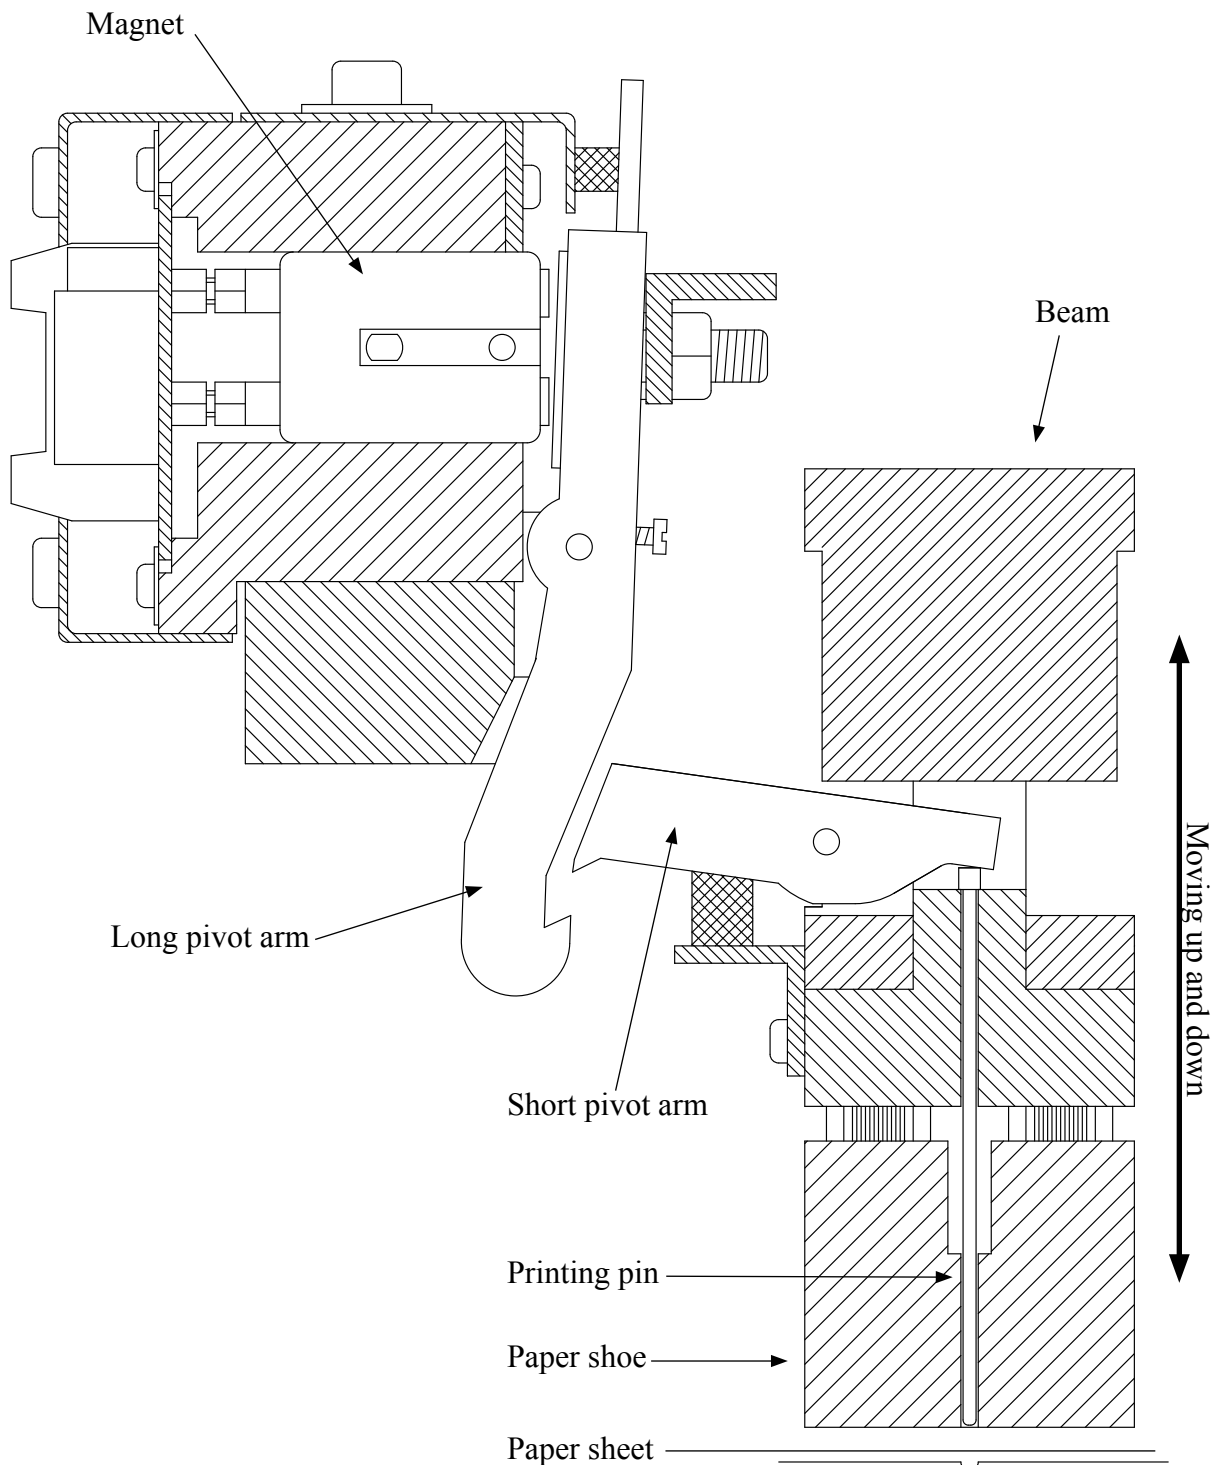 Magnet
Beam
Moving up and down
Long pivot arm
Short pivot arm
Printing pin
Paper shoe
Paper sheet